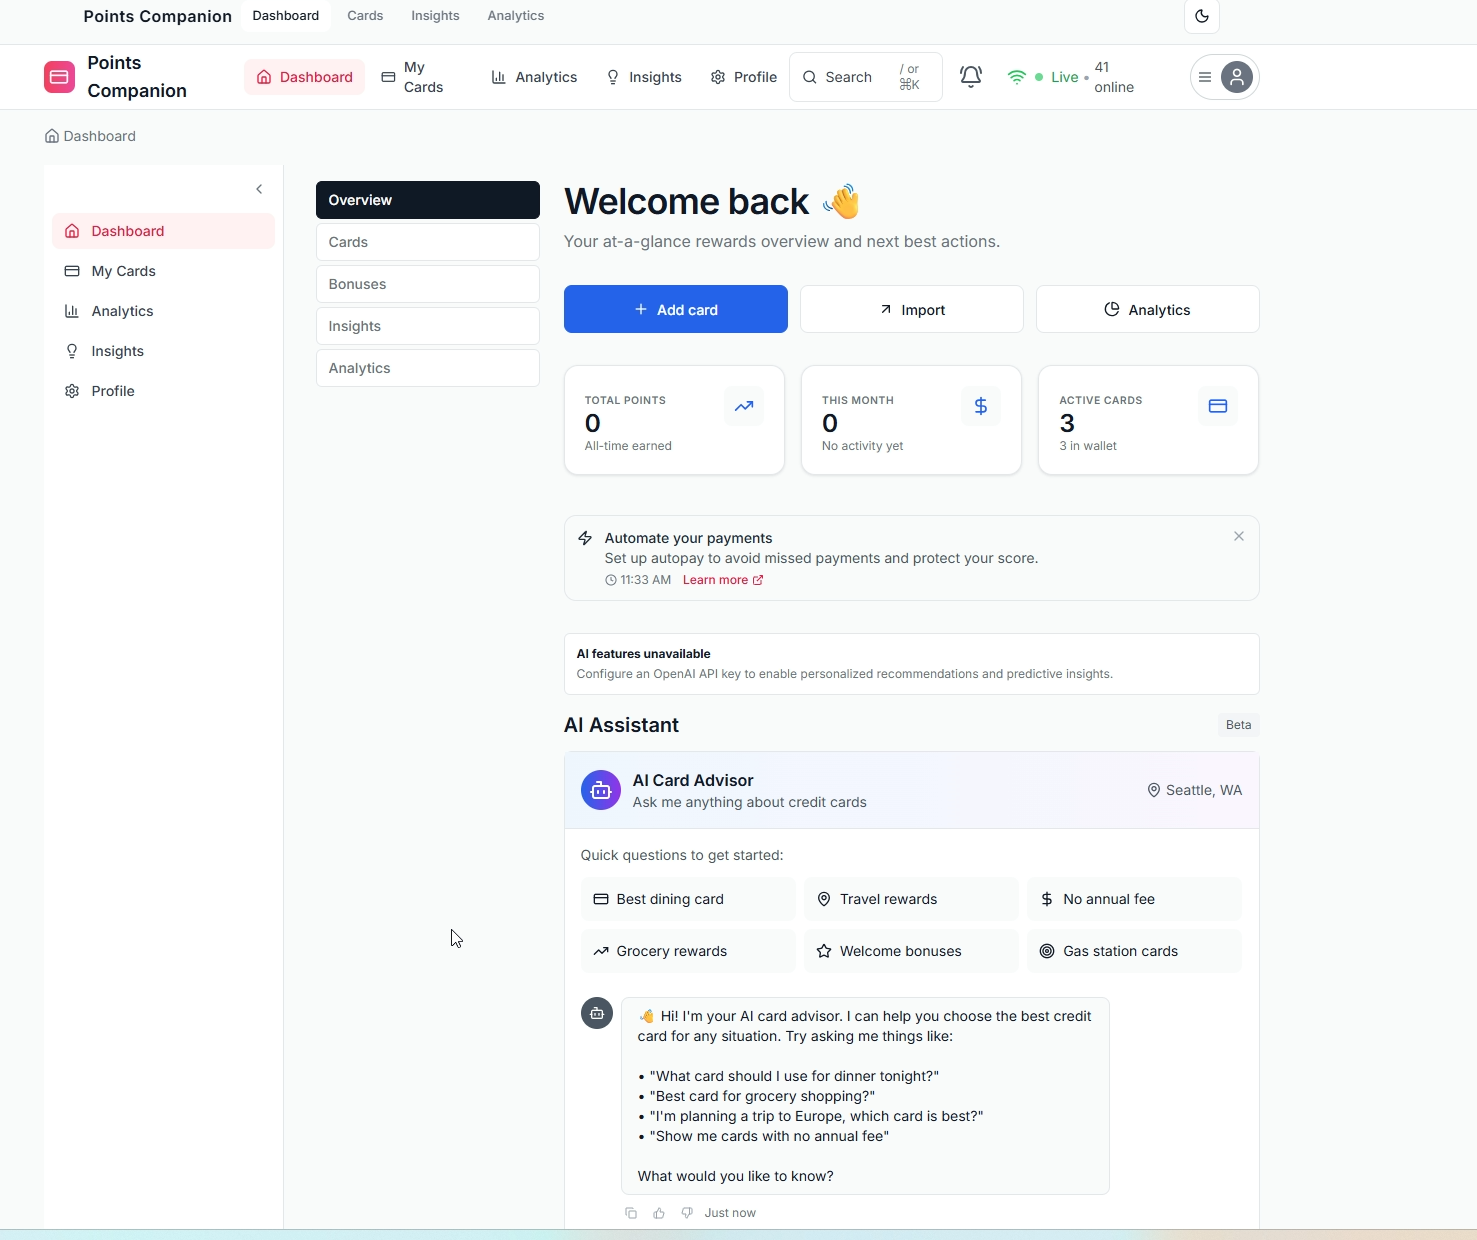 Points Companion Dashboard Cards Insights Analytics
Points
Companion
Dashboard
My
Cards
Analytics
Insights
Profile
Search
/ or
⌘K
Live
•
41
online
Dashboard
Dashboard
My Cards
Analytics
Insights
Profile
Overview
Cards
Bonuses
Insights
Analytics
Welcome back 👋
Your at-a-glance rewards overview and next best actions.
Add card
Import
Analytics
TOTAL POINTS
0
All-time earned
THIS MONTH
0
No activity yet
ACTIVE CARDS
3
3 in wallet
Automate your payments
Set up autopay to avoid missed payments and protect your score.
11:33 AM Learn more
AI features unavailable
Configure an OpenAI API key to enable personalized recommendations and predictive insights.
AI Assistant
Beta
AI Card Advisor
Ask me anything about credit cards
Seattle, WA
Quick questions to get started:
Best dining card
Travel rewards
No annual fee
Grocery rewards
Welcome bonuses
Gas station cards
👋 Hi! I'm your AI card advisor. I can help you choose the best credit
card for any situation. Try asking me things like:
• "What card should I use for dinner tonight?"
• "Best card for grocery shopping?"
• "I'm planning a trip to Europe, which card is best?"
• "Show me cards with no annual fee"
What would you like to know?
Just now